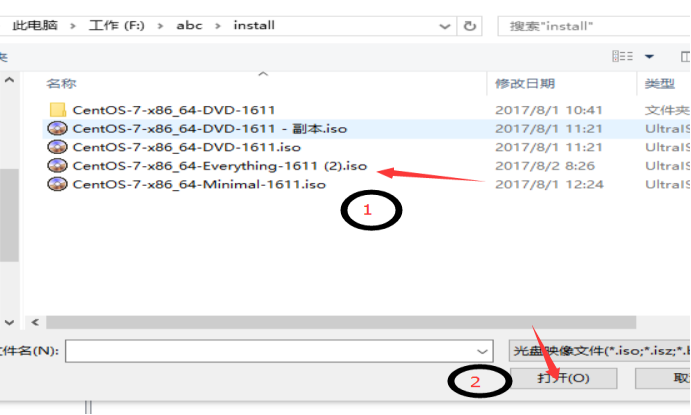 此电脑 > 工作 (F:) > abc > install 搜索"install"
名称 修改日期 类型
CentOS-7-x86_64-DVD-1611 2017/8/1 10:41 文件夹
CentOS-7-x86_64-DVD-1611 - 副本.iso 2017/8/1 11:21 UltraIS
CentOS-7-x86_64-DVD-1611.iso 2017/8/1 11:21 UltraIS
CentOS-7-x86_64-Everything-1611 (2).iso 2017/8/2 8:26 UltraIS
CentOS-7-x86_64-Minimal-1611.iso 2017/8/1 12:24 UltraIS
1
件名(N): 光盘映像文件(*.iso;*.isz;*.b
2 打开(O) 取